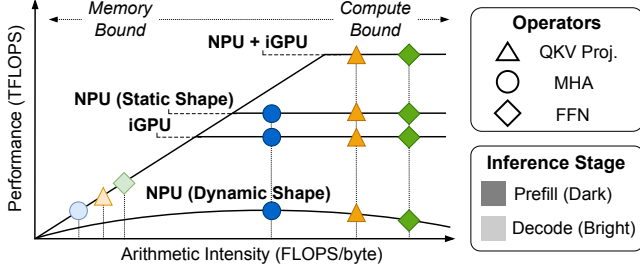 Memory
Bound
Compute
Bound
NPU + iGPU
NPU (Static Shape)
iGPU
NPU (Dynamic Shape)
Performance (TFLOPS)
Arithmetic Intensity (FLOPS/byte)
Operators
QKV Proj.
MHA
FFN
Inference Stage
Prefill (Dark)
Decode (Bright)